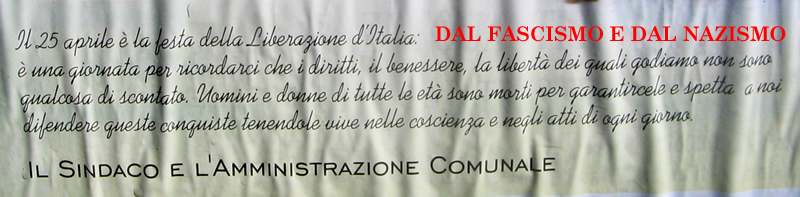 Il 25 aprile è la festa della Liberazione d'Italia: DAL FASCISMO E DAL NAZISMO
è una giornata per ricordarci che i diritti, il benessere, la libertà dei quali godiamo non sono
qualcosa di scontato. Uomini e donne di tutte le età sono morti per garantircele e spetta a noi
difendere queste conquiste tenendole vive nelle coscienza e negli atti di ogni giorno.
IL SINDACO E L'AMMINISTRAZIONE COMUNALE